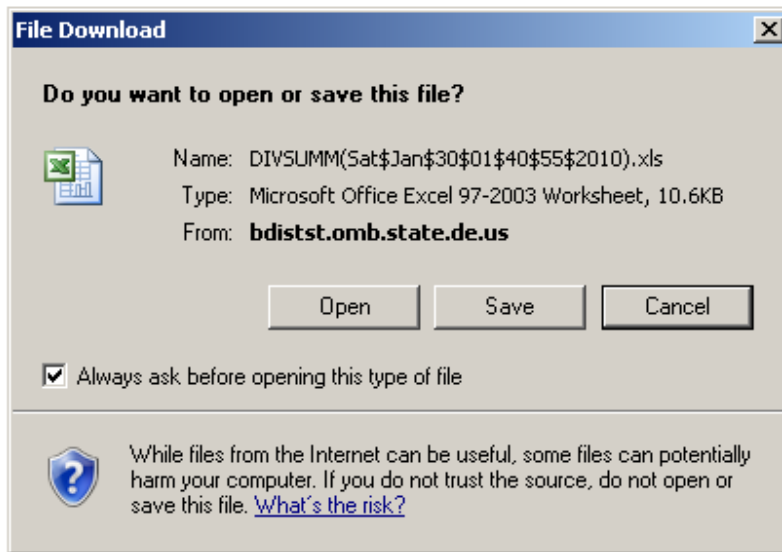 File Download
Do you want to open or save this file?
Name: DIVSUMM(Sat$Jan$30$01$40$55$2010).xls
Type: Microsoft Office Excel 97-2003 Worksheet, 10.6KB
From: bdistst.omb.state.de.us
Open Save Cancel
Always ask before opening this type of file
While files from the Internet can be useful, some files can potentially
harm your computer. If you do not trust the source, do not open or
save this file. What's the risk?